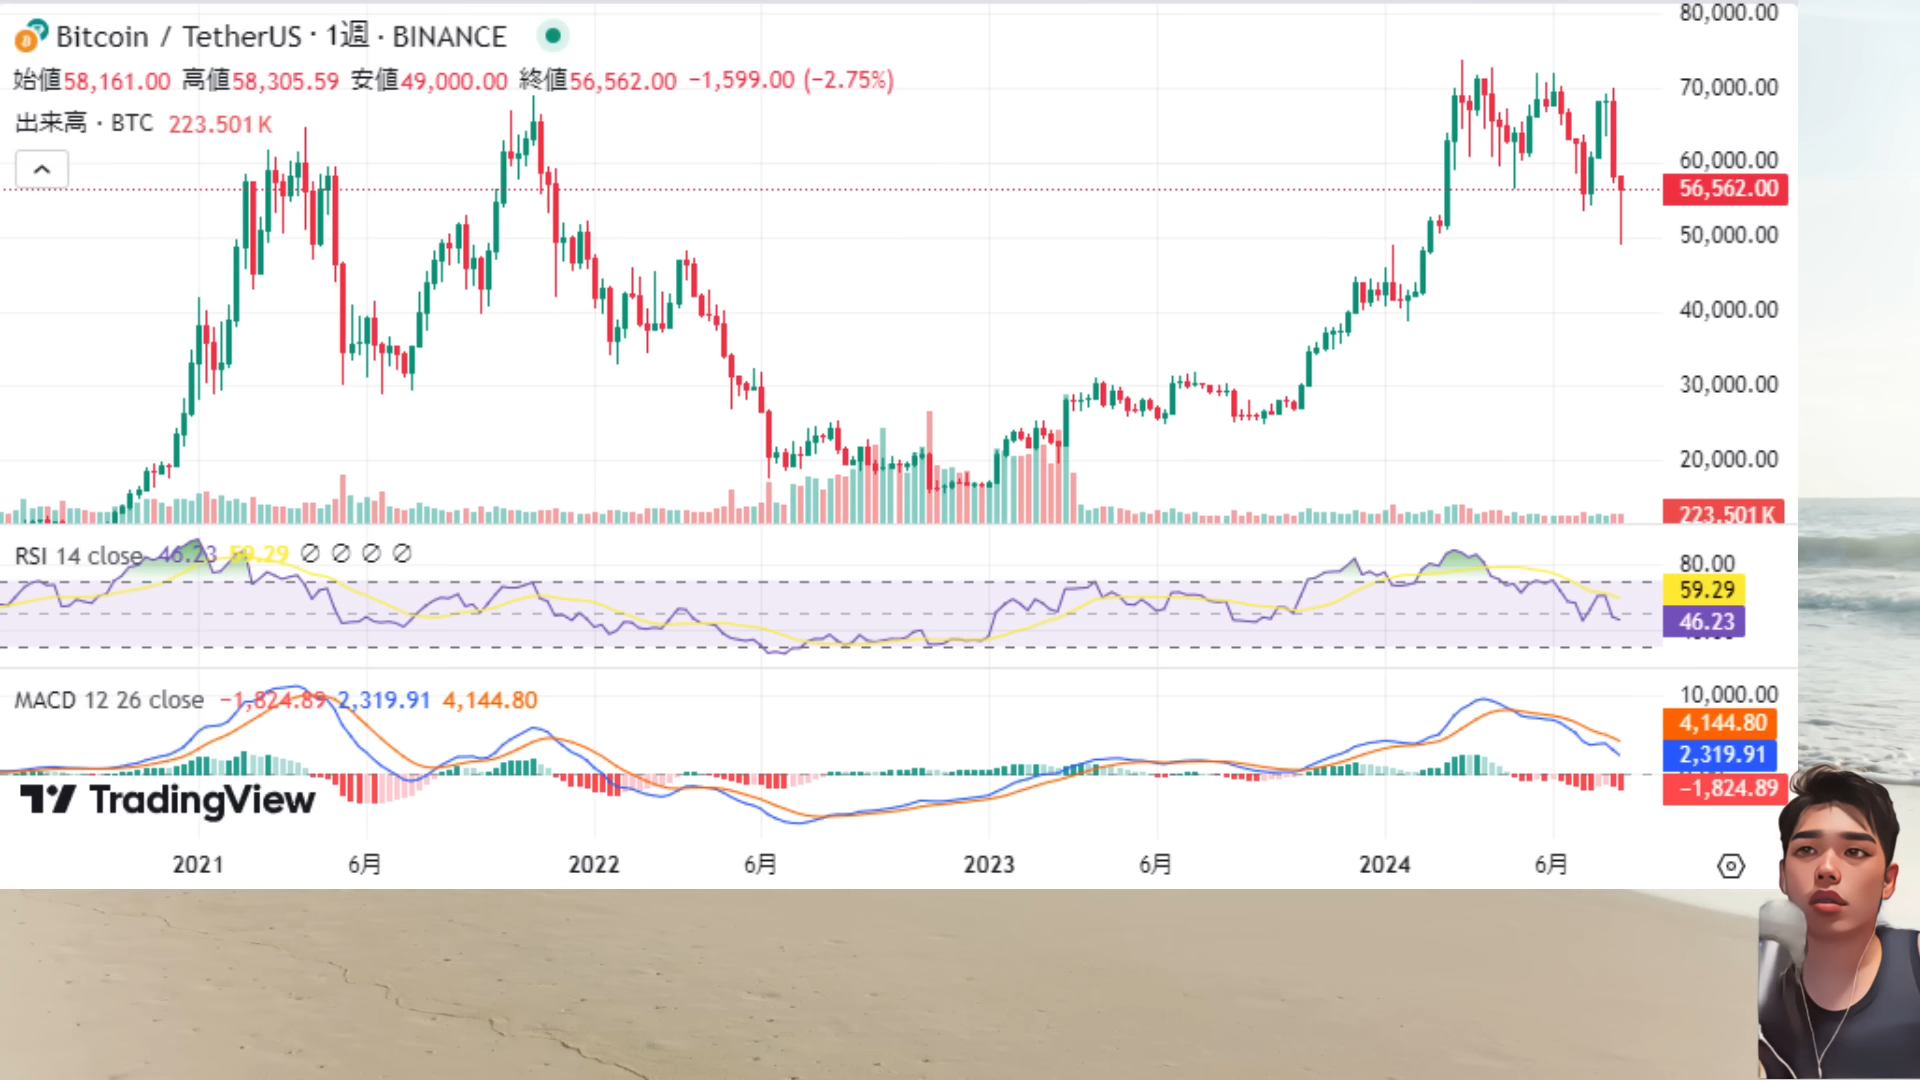 Bitcoin / TetherUS · 1週 · BINANCE
始値58,161.00 高値58,305.59 安値49,000.00 終値56,562.00 −1,599.00 (−2.75%)
出来高 · BTC 223.501K
80,000.00
70,000.00
60,000.00
56,562.00
50,000.00
40,000.00
30,000.00
20,000.00
223.501K
RSI 14 close 46.23 59.29 ∅ ∅ ∅ ∅
80.00
59.29
46.23
MACD 12 26 close −1,824.89 2,319.91 4,144.80
10,000.00
4,144.80
2,319.91
−1,824.89
TradingView
2021 6月 2022 6月 2023 6月 2024 6月